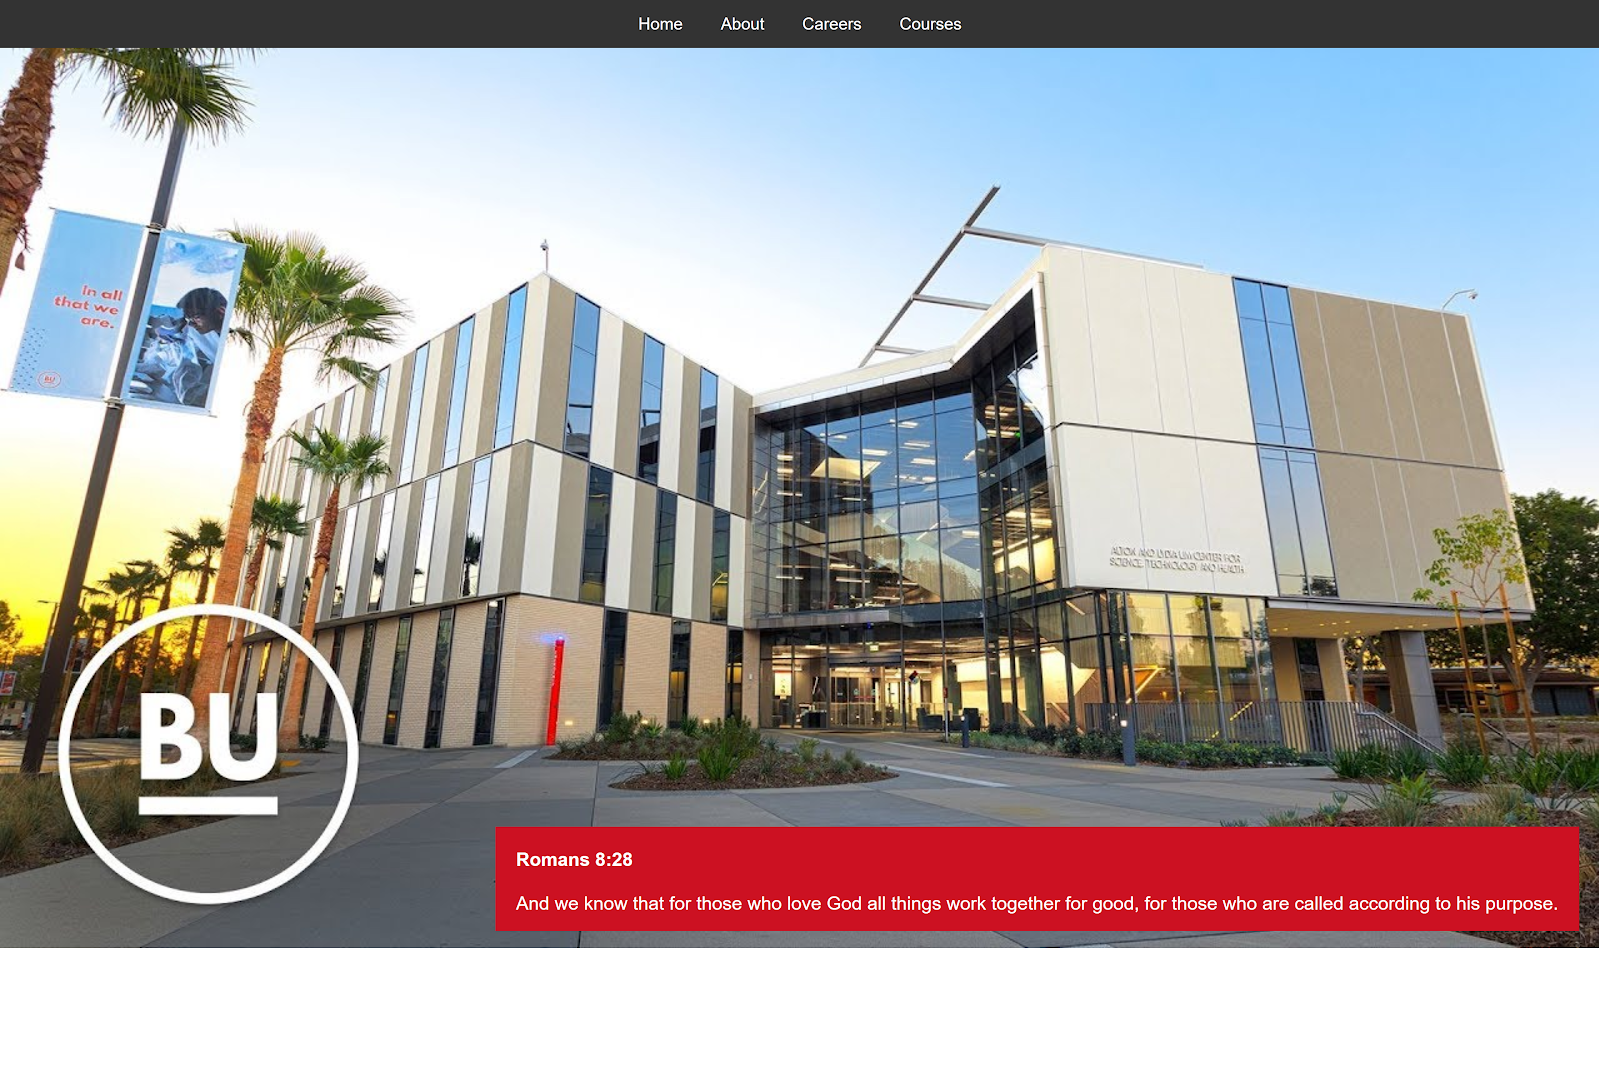 Home About Careers Courses
in all
that we
are.
BU
ALTON AND LYDIA LIM CENTER FOR
SCIENCE, TECHNOLOGY AND HEALTH
BU
Romans 8:28
And we know that for those who love God all things work together for good, for those who are called according to his purpose.